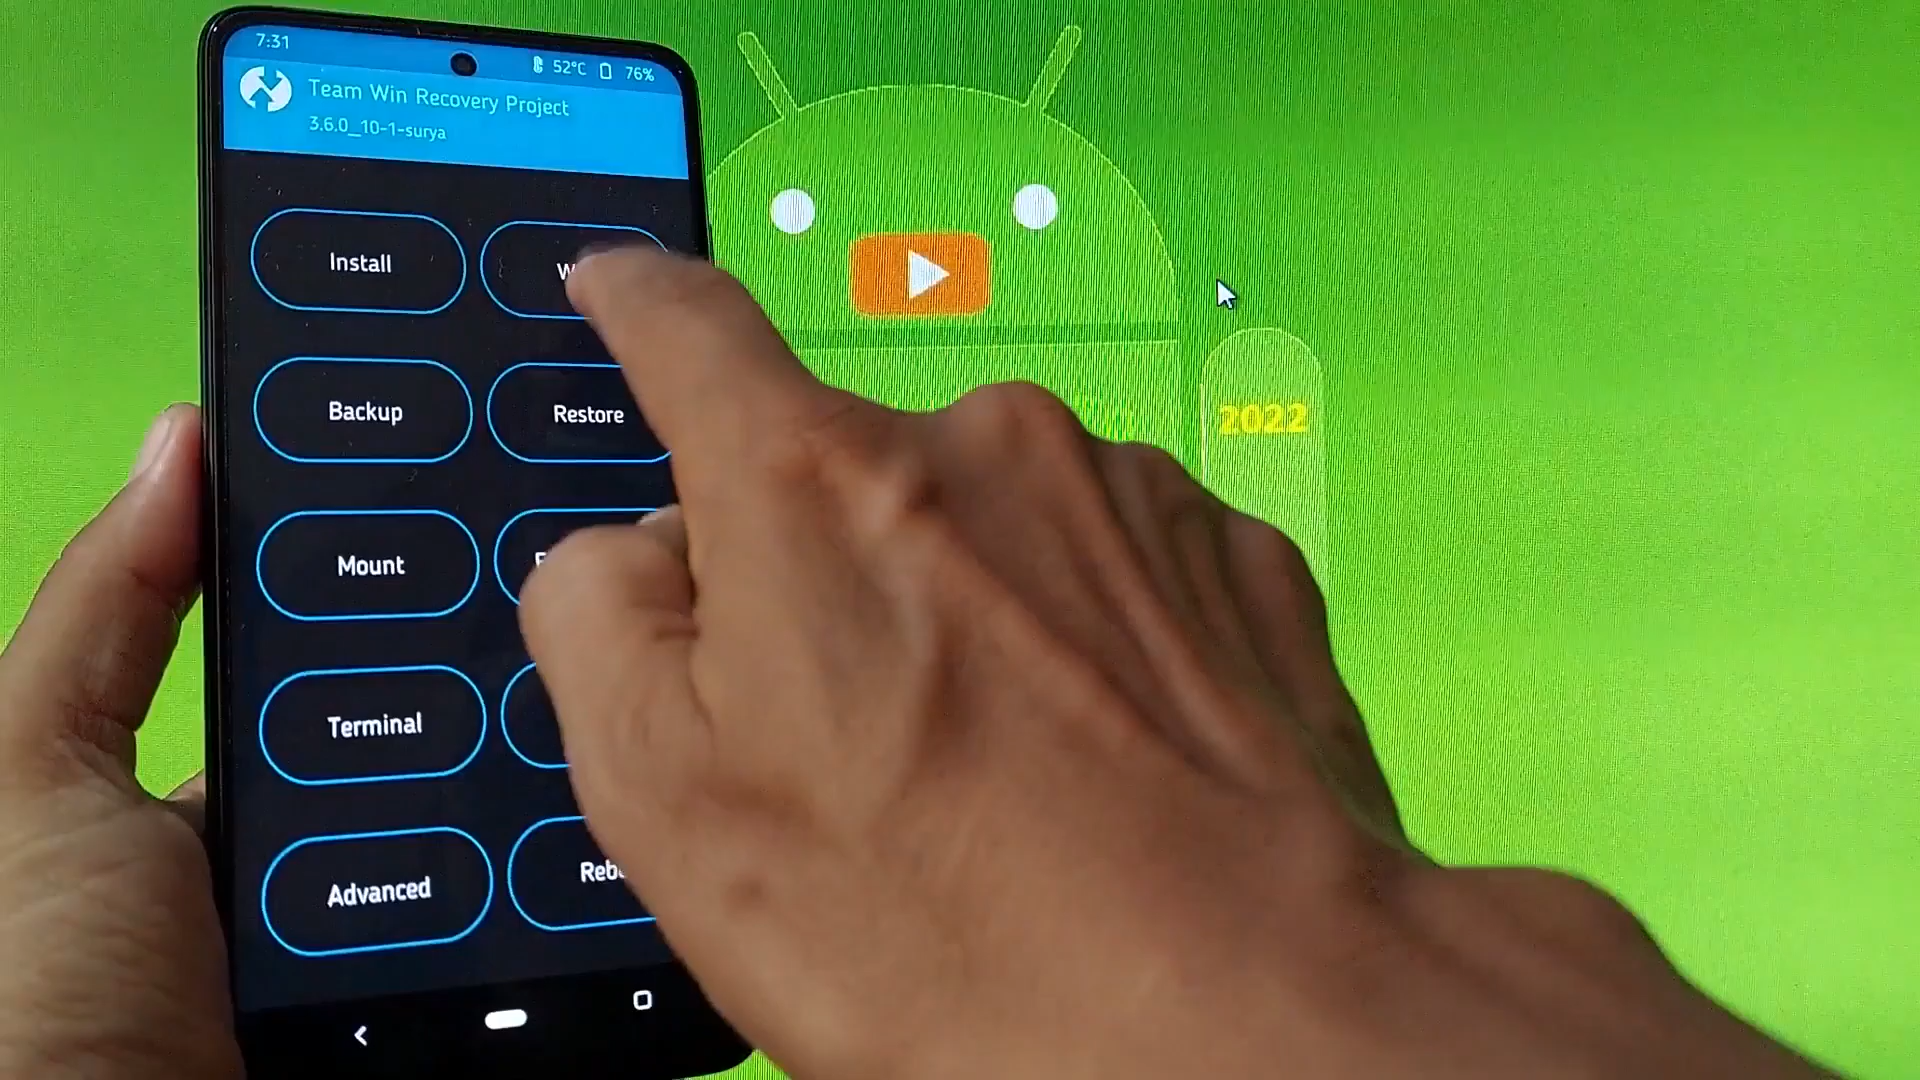 7:31
52°C 76%
Team Win Recovery Project
3.6.0_10-1-surya
Install
Backup
Restore
Mount
Terminal
Advanced
2022